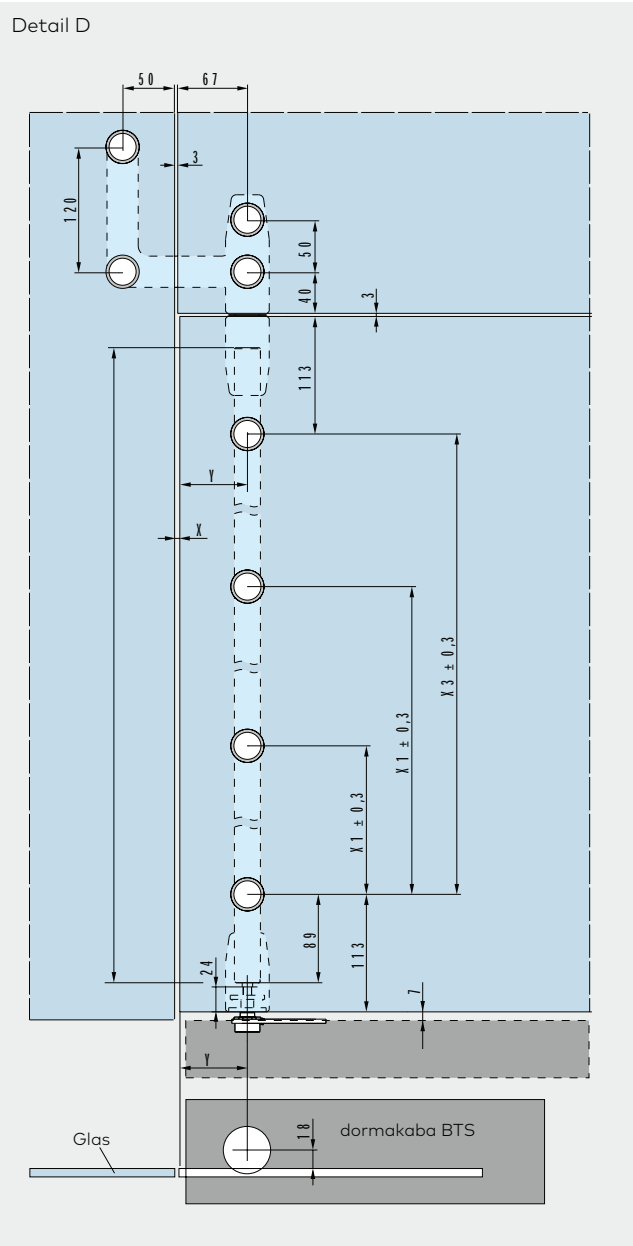 Detail D
50
67
3
120
50
40
3
113
Y
X
X3 ± 0,3
X1 ± 0,3
X1 ± 0,3
89
113
24
7
Y
18
dormakaba BTS
Glas